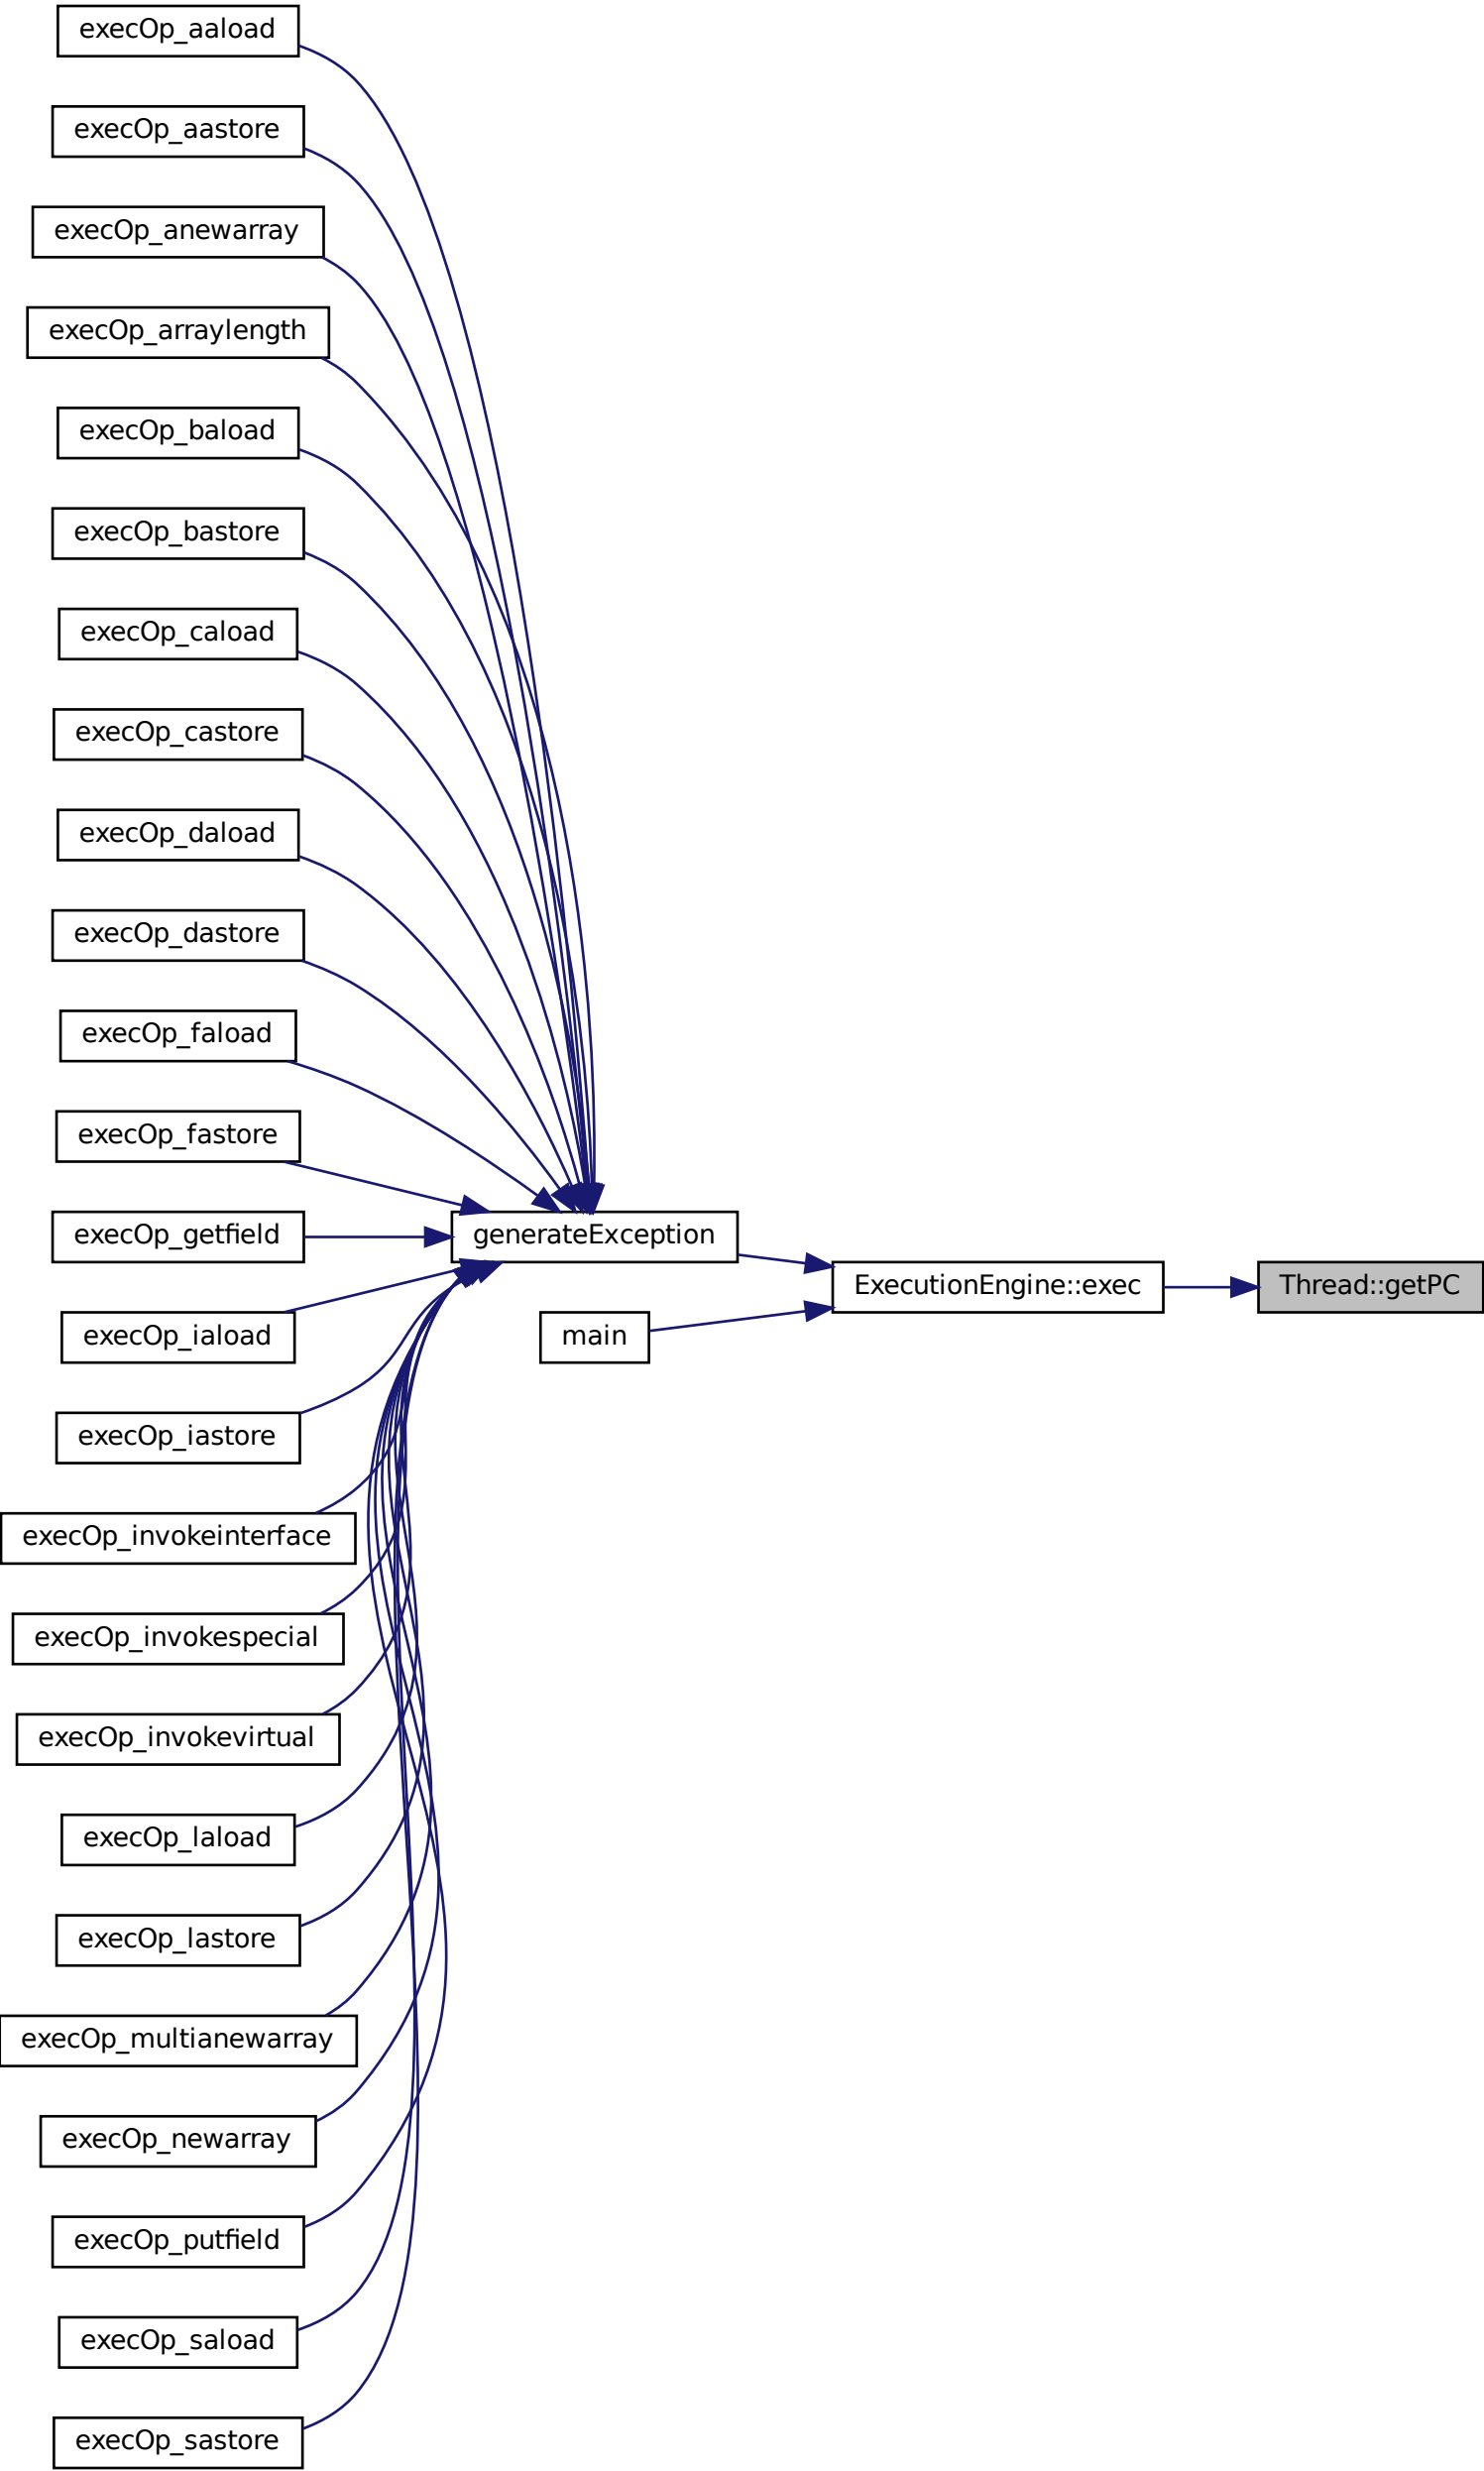 execOp_aaload
execOp_aastore
execOp_anewarray
execOp_arraylength
execOp_baload
execOp_bastore
execOp_caload
execOp_castore
execOp_daload
execOp_dastore
execOp_faload
execOp_fastore
execOp_getfield
generateException
ExecutionEngine::exec
Thread::getPC
main
execOp_iaload
execOp_iastore
execOp_invokeinterface
execOp_invokespecial
execOp_invokevirtual
execOp_laload
execOp_lastore
execOp_multianewarray
execOp_newarray
execOp_putfield
execOp_saload
execOp_sastore